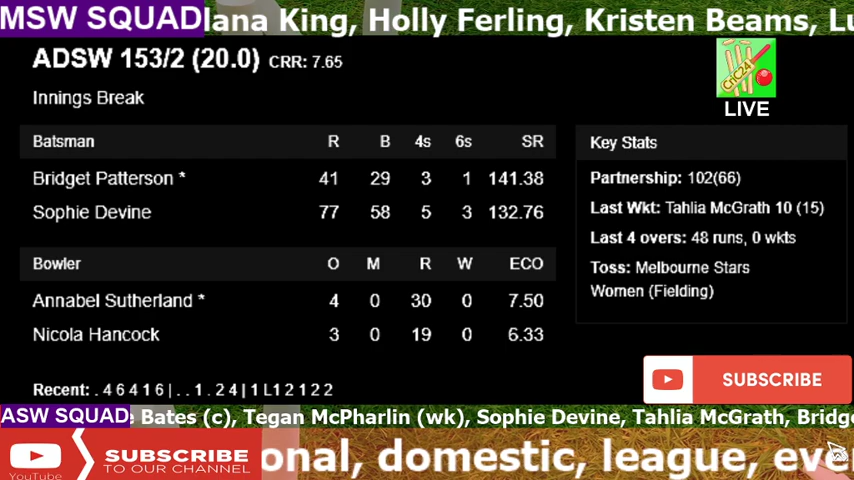 MSW SQUAD lana King, Holly Ferling, Kristen Beams, Lu
ADSW 153/2 (20.0) CRR: 7.65
Cric24
LIVE
Innings Break
Batsman R B 4s 6s SR
Bridget Patterson * 41 29 3 1 141.38
Sophie Devine 77 58 5 3 132.76
Bowler O M R W ECO
Annabel Sutherland * 4 0 30 0 7.50
Nicola Hancock 3 0 19 0 6.33
Key Stats
Partnership: 102(66)
Last Wkt: Tahlia McGrath 10 (15)
Last 4 overs: 48 runs, 0 wkts
Toss: Melbourne Stars
Women (Fielding)
Recent: . 4 6 4 1 6 | . . 1 . 2 4 | 1 L1 2 1 2 2
SUBSCRIBE
ASW SQUAD e Bates (c), Tegan McPharlin (wk), Sophie Devine, Tahlia McGrath, Bridge
YouTube
SUBSCRIBE
TO OUR CHANNEL
onal, domestic, league, eve